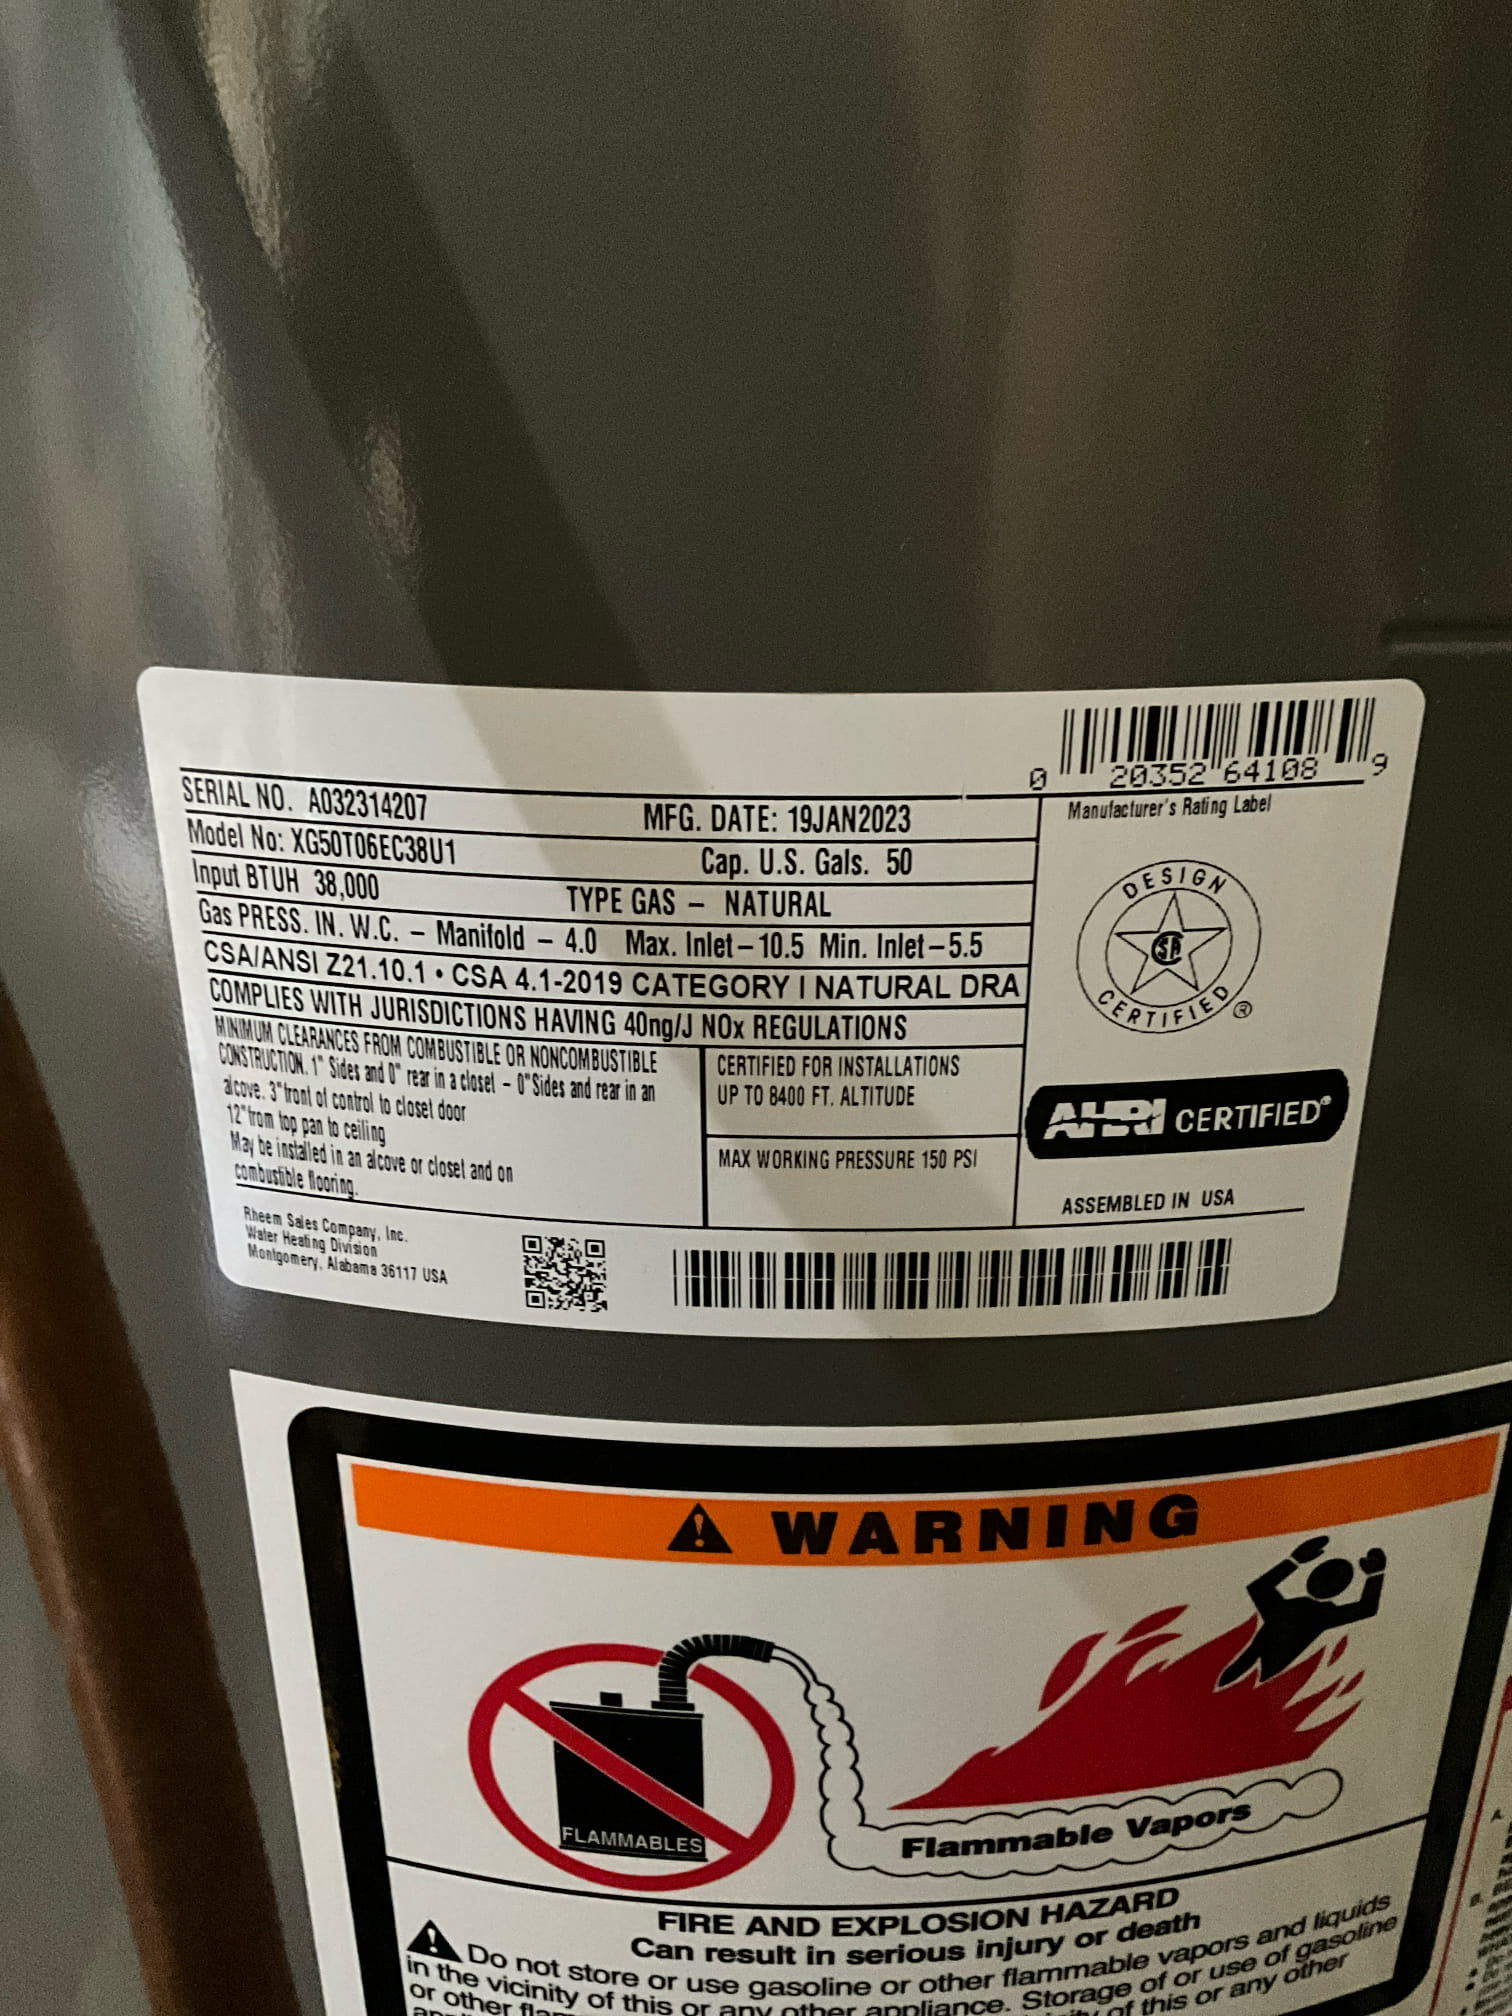 0 20352 64108 9
SERIAL NO. A032314207 MFG. DATE: 19JAN2023
Model No: XG50T06EC38U1 Cap. U.S. Gals. 50
Input BTUH 38,000 TYPE GAS – NATURAL
Gas PRESS. IN. W.C. – Manifold – 4.0 Max. Inlet – 10.5 Min. Inlet – 5.5
CSA/ANSI Z21.10.1 • CSA 4.1-2019 CATEGORY I NATURAL DRA
COMPLIES WITH JURISDICTIONS HAVING 40ng/J NOx REGULATIONS
MINIMUM CLEARANCES FROM COMBUSTIBLE OR NONCOMBUSTIBLE
CONSTRUCTION. 1" Sides and 0" rear in a closet – 0" Sides and rear in an
alcove. 3" front of control to closet door
12" from top pan to ceiling
May be installed in an alcove or closet and on
combustible flooring.
CERTIFIED FOR INSTALLATIONS
UP TO 8400 FT. ALTITUDE
MAX WORKING PRESSURE 150 PSI
Manufacturer's Rating Label
DESIGN
CERTIFIED ®
AHRI CERTIFIED®
ASSEMBLED IN USA
Rheem Sales Company, Inc.
Water Heating Division
Montgomery, Alabama 36117 USA
WARNING
FLAMMABLES
Flammable Vapors
FIRE AND EXPLOSION HAZARD
Can result in serious injury or death
Do not store or use gasoline or other flammable vapors and liquids
in the vicinity of this or any other appliance. Storage of or use of gasoline
or other of this or any other